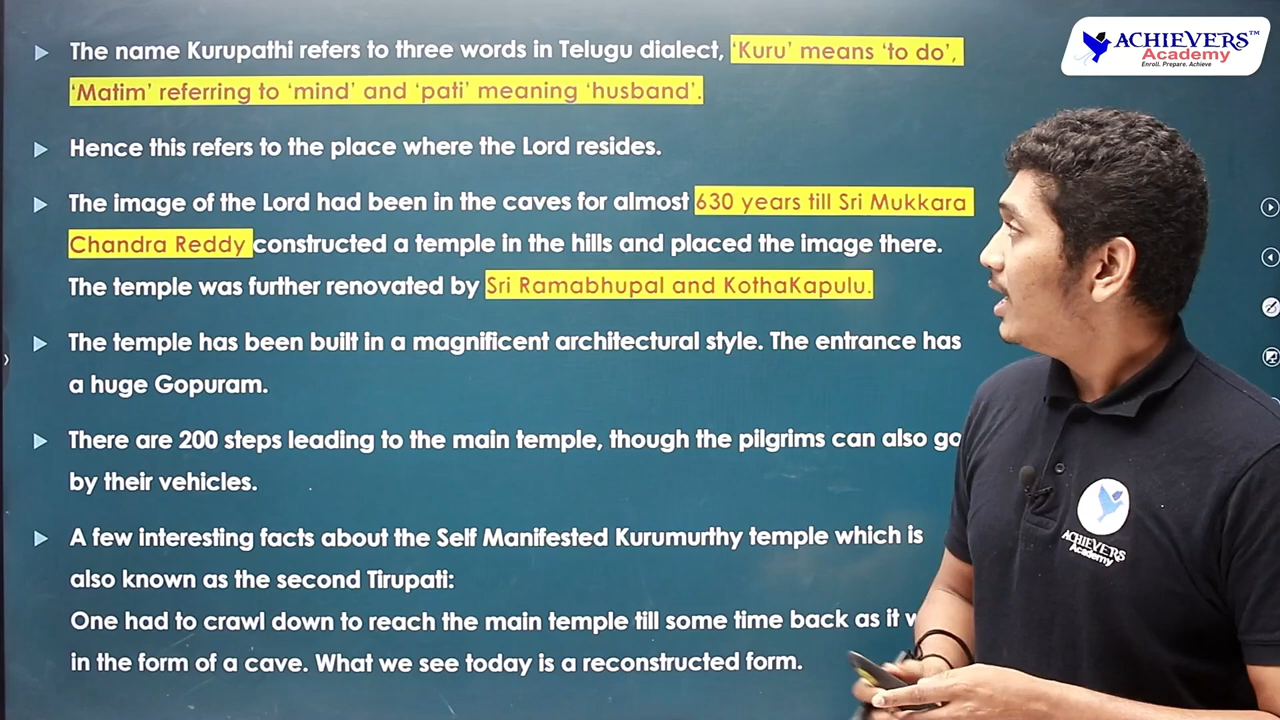 The name Kurupathi refers to three words in Telugu dialect, ‘Kuru’ means ‘to do’,
‘Matim’ referring to ‘mind’ and ‘pati’ meaning ‘husband’.
Hence this refers to the place where the Lord resides.
The image of the Lord had been in the caves for almost 630 years till Sri Mukkara
Chandra Reddy constructed a temple in the hills and placed the image there.
The temple was further renovated by Sri Ramabhupal and KothaKapulu.
The temple has been built in a magnificent architectural style. The entrance has
a huge Gopuram.
There are 200 steps leading to the main temple, though the pilgrims can also go
by their vehicles.
A few interesting facts about the Self Manifested Kurumurthy temple which is
also known as the second Tirupati:
One had to crawl down to reach the main temple till some time back as it
in the form of a cave. What we see today is a reconstructed form.
ACHIEVERS™
Academy
Enroll. Prepare. Achieve
ACHIEVERS
Academy